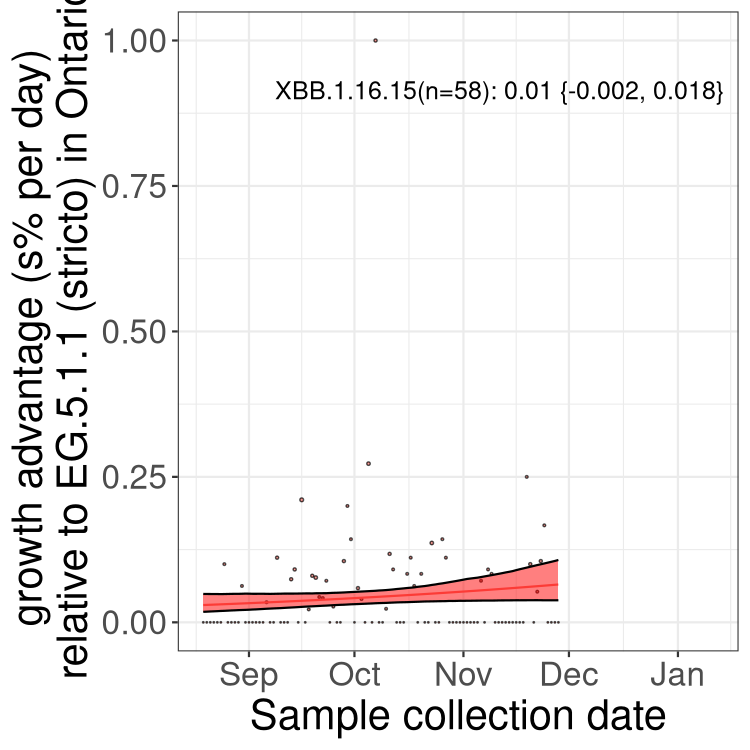 growth advantage (s% per day)
relative to EG.5.1.1 (stricto) in Ontario
1.00
0.75
0.50
0.25
0.00
XBB.1.16.15(n=58): 0.01 {-0.002, 0.018}
Sep Oct Nov Dec Jan
Sample collection date